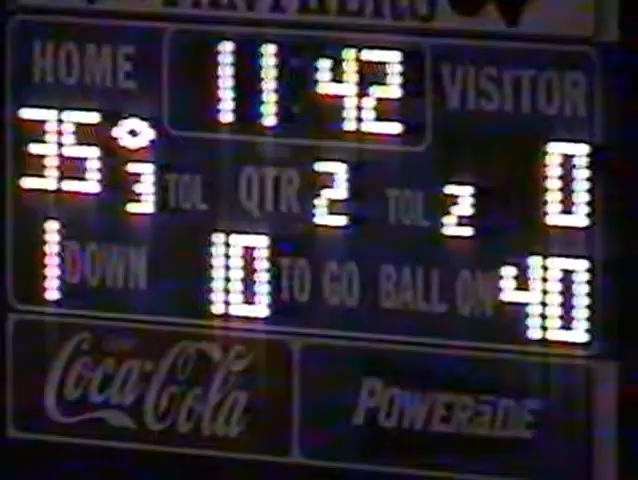 HOME 11:42 VISITOR
35 3 TOL QTR 2 TOL 2 0
1 DOWN 10 TO GO BALL ON 40
Coca-Cola POWERADE